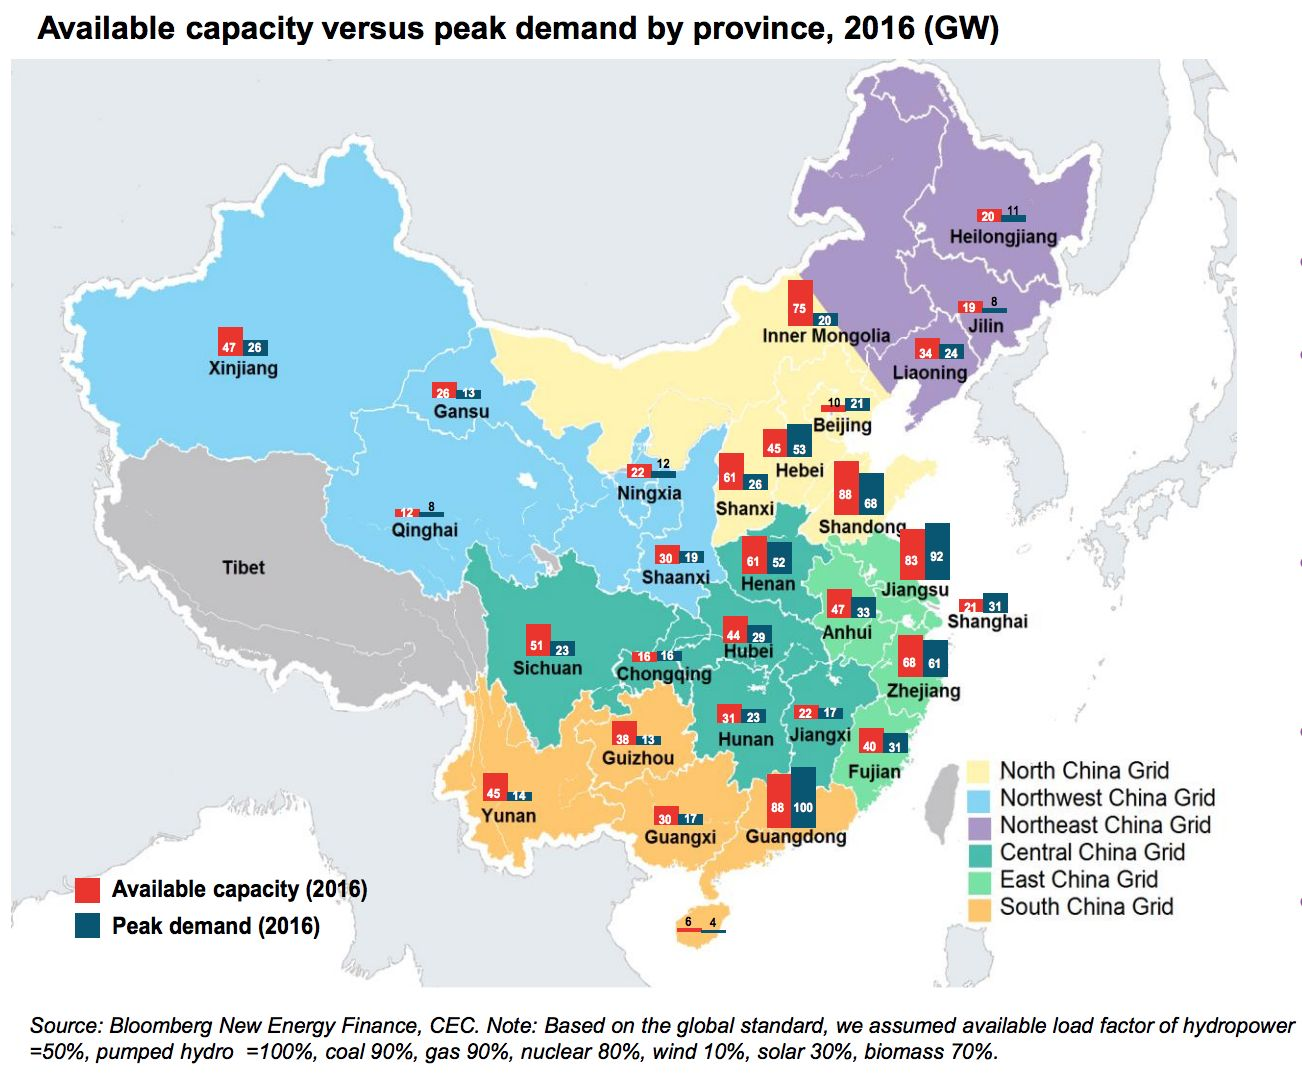 Available capacity versus peak demand by province, 2016 (GW)
20 11
Heilongjiang
75 20
Inner Mongolia
19 8
Jilin
34 24
Liaoning
47 26
Xinjiang
26 13
Gansu
10 21
Beijing
45 53
Hebei
22 12
Ningxia
61 26
Shanxi
88 68
Shandong
12 8
Qinghai
30 19
Shaanxi
61 52
Henan
83 92
Jiangsu
Tibet
47 33
Anhui
21 31
Shanghai
51 23
Sichuan
16 16
Chongqing
44 29
Hubei
68 61
Zhejiang
38 13
Guizhou
31 23
Hunan
22 17
Jiangxi
40 31
Fujian
45 14
Yunan
30 17
Guangxi
88 100
Guangdong
6 4
North China Grid
Northwest China Grid
Northeast China Grid
Central China Grid
East China Grid
South China Grid
Available capacity (2016)
Peak demand (2016)
Source: Bloomberg New Energy Finance, CEC. Note: Based on the global standard, we assumed available load factor of hydropower
=50%, pumped hydro =100%, coal 90%, gas 90%, nuclear 80%, wind 10%, solar 30%, biomass 70%.